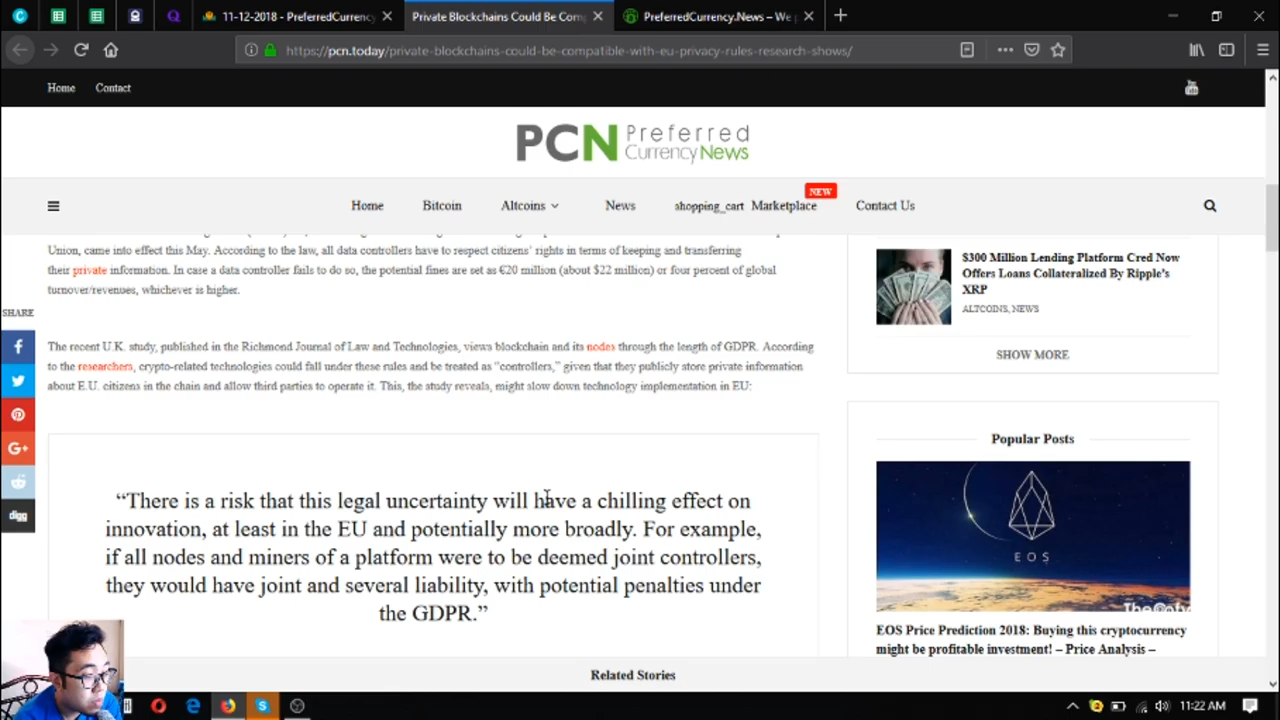 11-12-2018 - PreferredCurrency
Private Blockchains Could Be Comp
PreferredCurrency.News – We p
https://pcn.today/private-blockchains-could-be-compatible-with-eu-privacy-rules-research-shows/
Home Contact
PCN Preferred
Currency News
Home Bitcoin Altcoins News shopping_cart Marketplace NEW Contact Us
Union, came into effect this May. According to the law, all data controllers have to respect citizens' rights in terms of keeping and transferring
their private information. In case a data controller fails to do so, the potential fines are set as €20 million (about $22 million) or four percent of global
turnover/revenues, whichever is higher.
SHARE
The recent U.K. study, published in the Richmond Journal of Law and Technologies, views blockchain and its nodes through the length of GDPR. According
to the researchers, crypto-related technologies could fall under these rules and be treated as “controllers,” given that they publicly store private information
about E.U. citizens in the chain and allow third parties to operate it. This, the study reveals, might slow down technology implementation in EU:
“There is a risk that this legal uncertainty will have a chilling effect on
innovation, at least in the EU and potentially more broadly. For example,
if all nodes and miners of a platform were to be deemed joint controllers,
they would have joint and several liability, with potential penalties under
the GDPR.”
digg
$300 Million Lending Platform Cred Now
Offers Loans Collateralized By Ripple's
XRP
ALTCOINS, NEWS
SHOW MORE
Popular Posts
EOS
EOS Price Prediction 2018: Buying this cryptocurrency
might be profitable investment! – Price Analysis –
Related Stories
11:22 AM